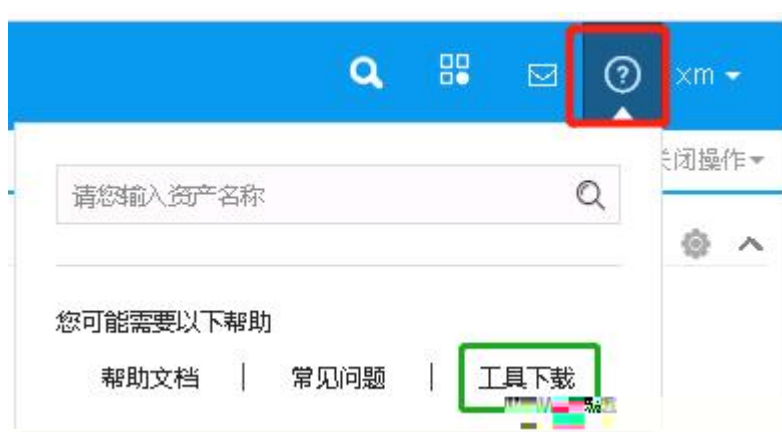 xm
闭操作
请您输入资产名称
您可能需要以下帮助
帮助文档 | 常见问题 | 工具下载